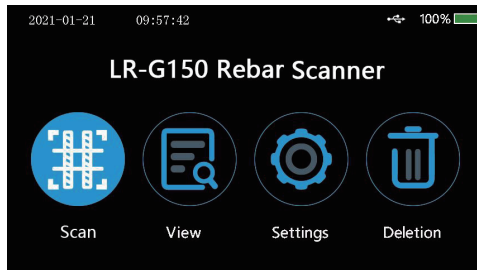 2021-01-21 09:57:42 100%
LR-G150 Rebar Scanner
Scan View Settings Deletion